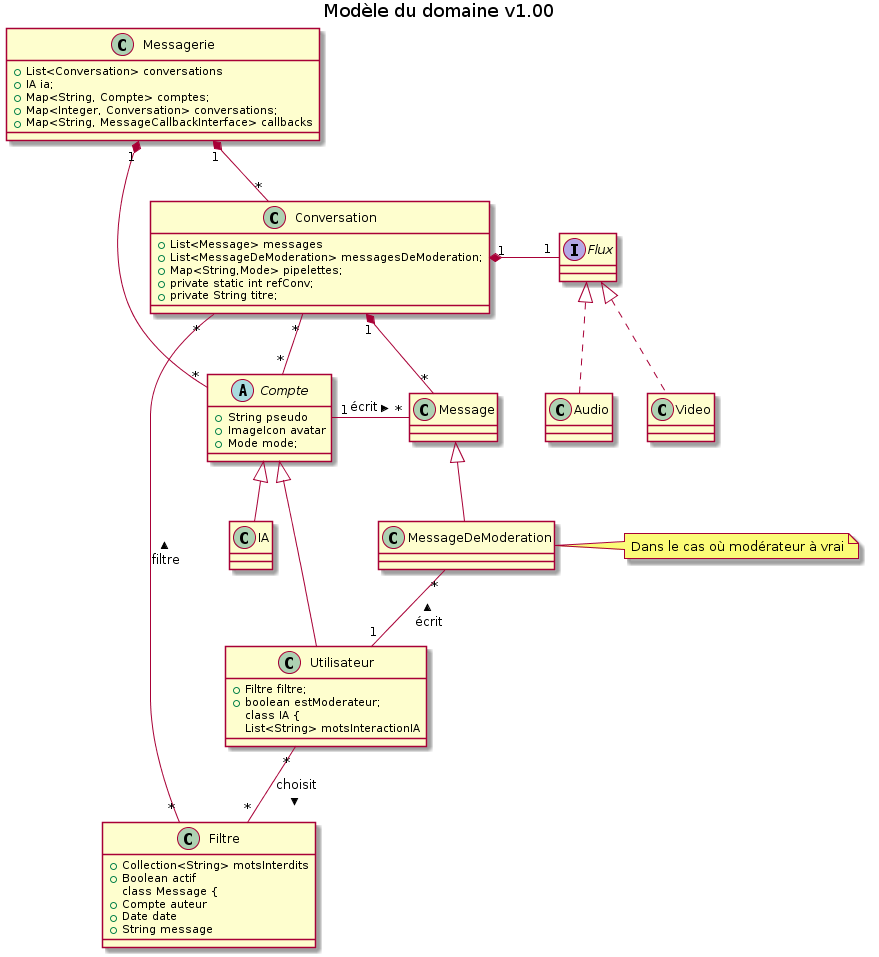 Modèle du domaine v1.00
C Messagerie
List<Conversation> conversations
IA ia;
Map<String, Compte> comptes;
Map<Integer, Conversation> conversations;
Map<String, MessageCallbackInterface> callbacks
1
1
*
C Conversation
List<Message> messages
List<MessageDeModeration> messagesDeModeration;
Map<String,Mode> pipelettes;
private static int refConv;
private String titre;
1
1
I Flux
*
*
1
*
*
*
A Compte
String pseudo
ImageIcon avatar
Mode mode;
1
écrit ►
*
C Message
C Audio
C Video
C IA
C MessageDeModeration
Dans le cas où modérateur à vrai
▲
filtre
*
▲
écrit
1
C Utilisateur
Filtre filtre;
boolean estModerateur;
class IA {
List<String> motsInteractionIA
*
choisit
▼
*
*
C Filtre
Collection<String> motsInterdits
Boolean actif
class Message {
Compte auteur
Date date
String message